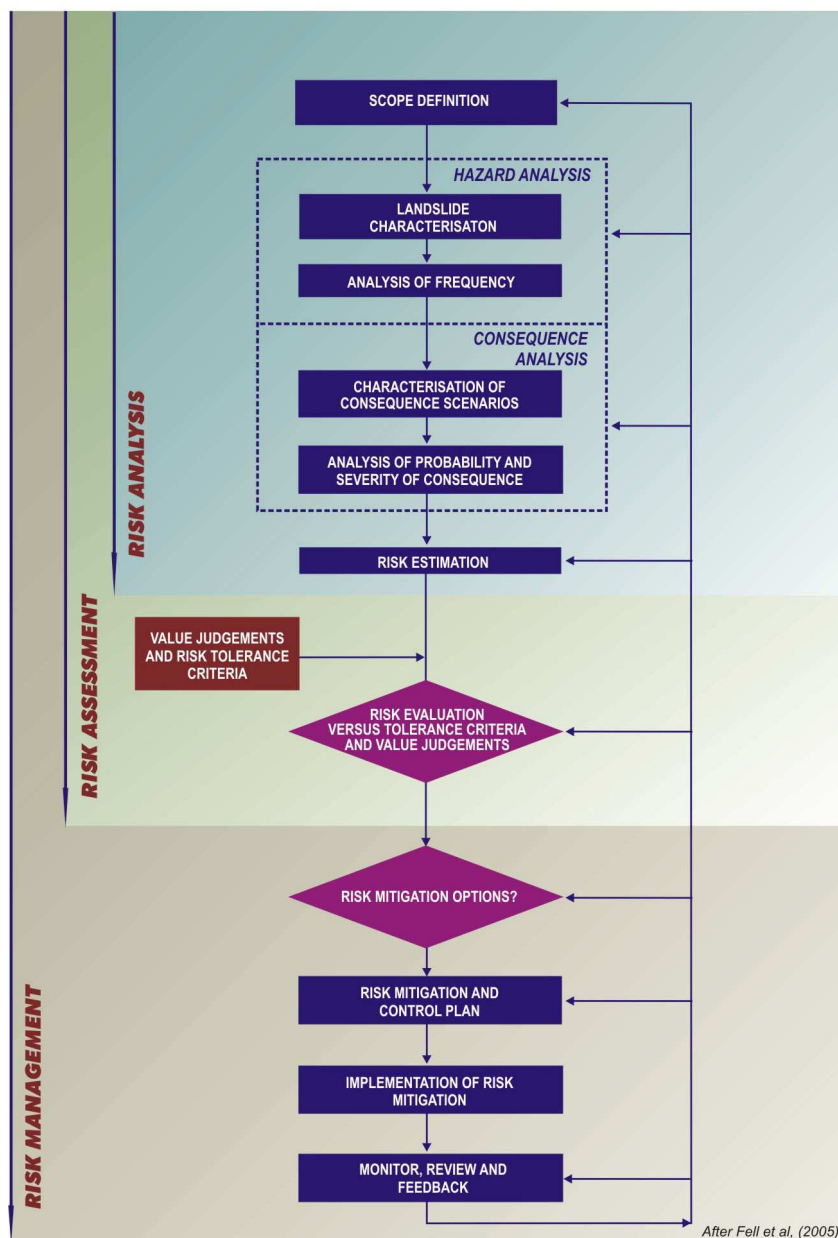 SCOPE DEFINITION
HAZARD ANALYSIS
LANDSLIDE
CHARACTERISATON
ANALYSIS OF FREQUENCY
CONSEQUENCE
ANALYSIS
CHARACTERISATION OF
CONSEQUENCE SCENARIOS
ANALYSIS OF PROBABILITY AND
SEVERITY OF CONSEQUENCE
RISK ANALYSIS
RISK ESTIMATION
VALUE JUDGEMENTS
AND RISK TOLERANCE
CRITERIA
RISK ASSESSMENT
RISK EVALUATION
VERSUS TOLERANCE CRITERIA
AND VALUE JUDGEMENTS
RISK MITIGATION OPTIONS?
RISK MITIGATION AND
CONTROL PLAN
RISK MANAGEMENT
IMPLEMENTATION OF RISK
MITIGATION
MONITOR, REVIEW AND
FEEDBACK
After Fell et al, (2005)